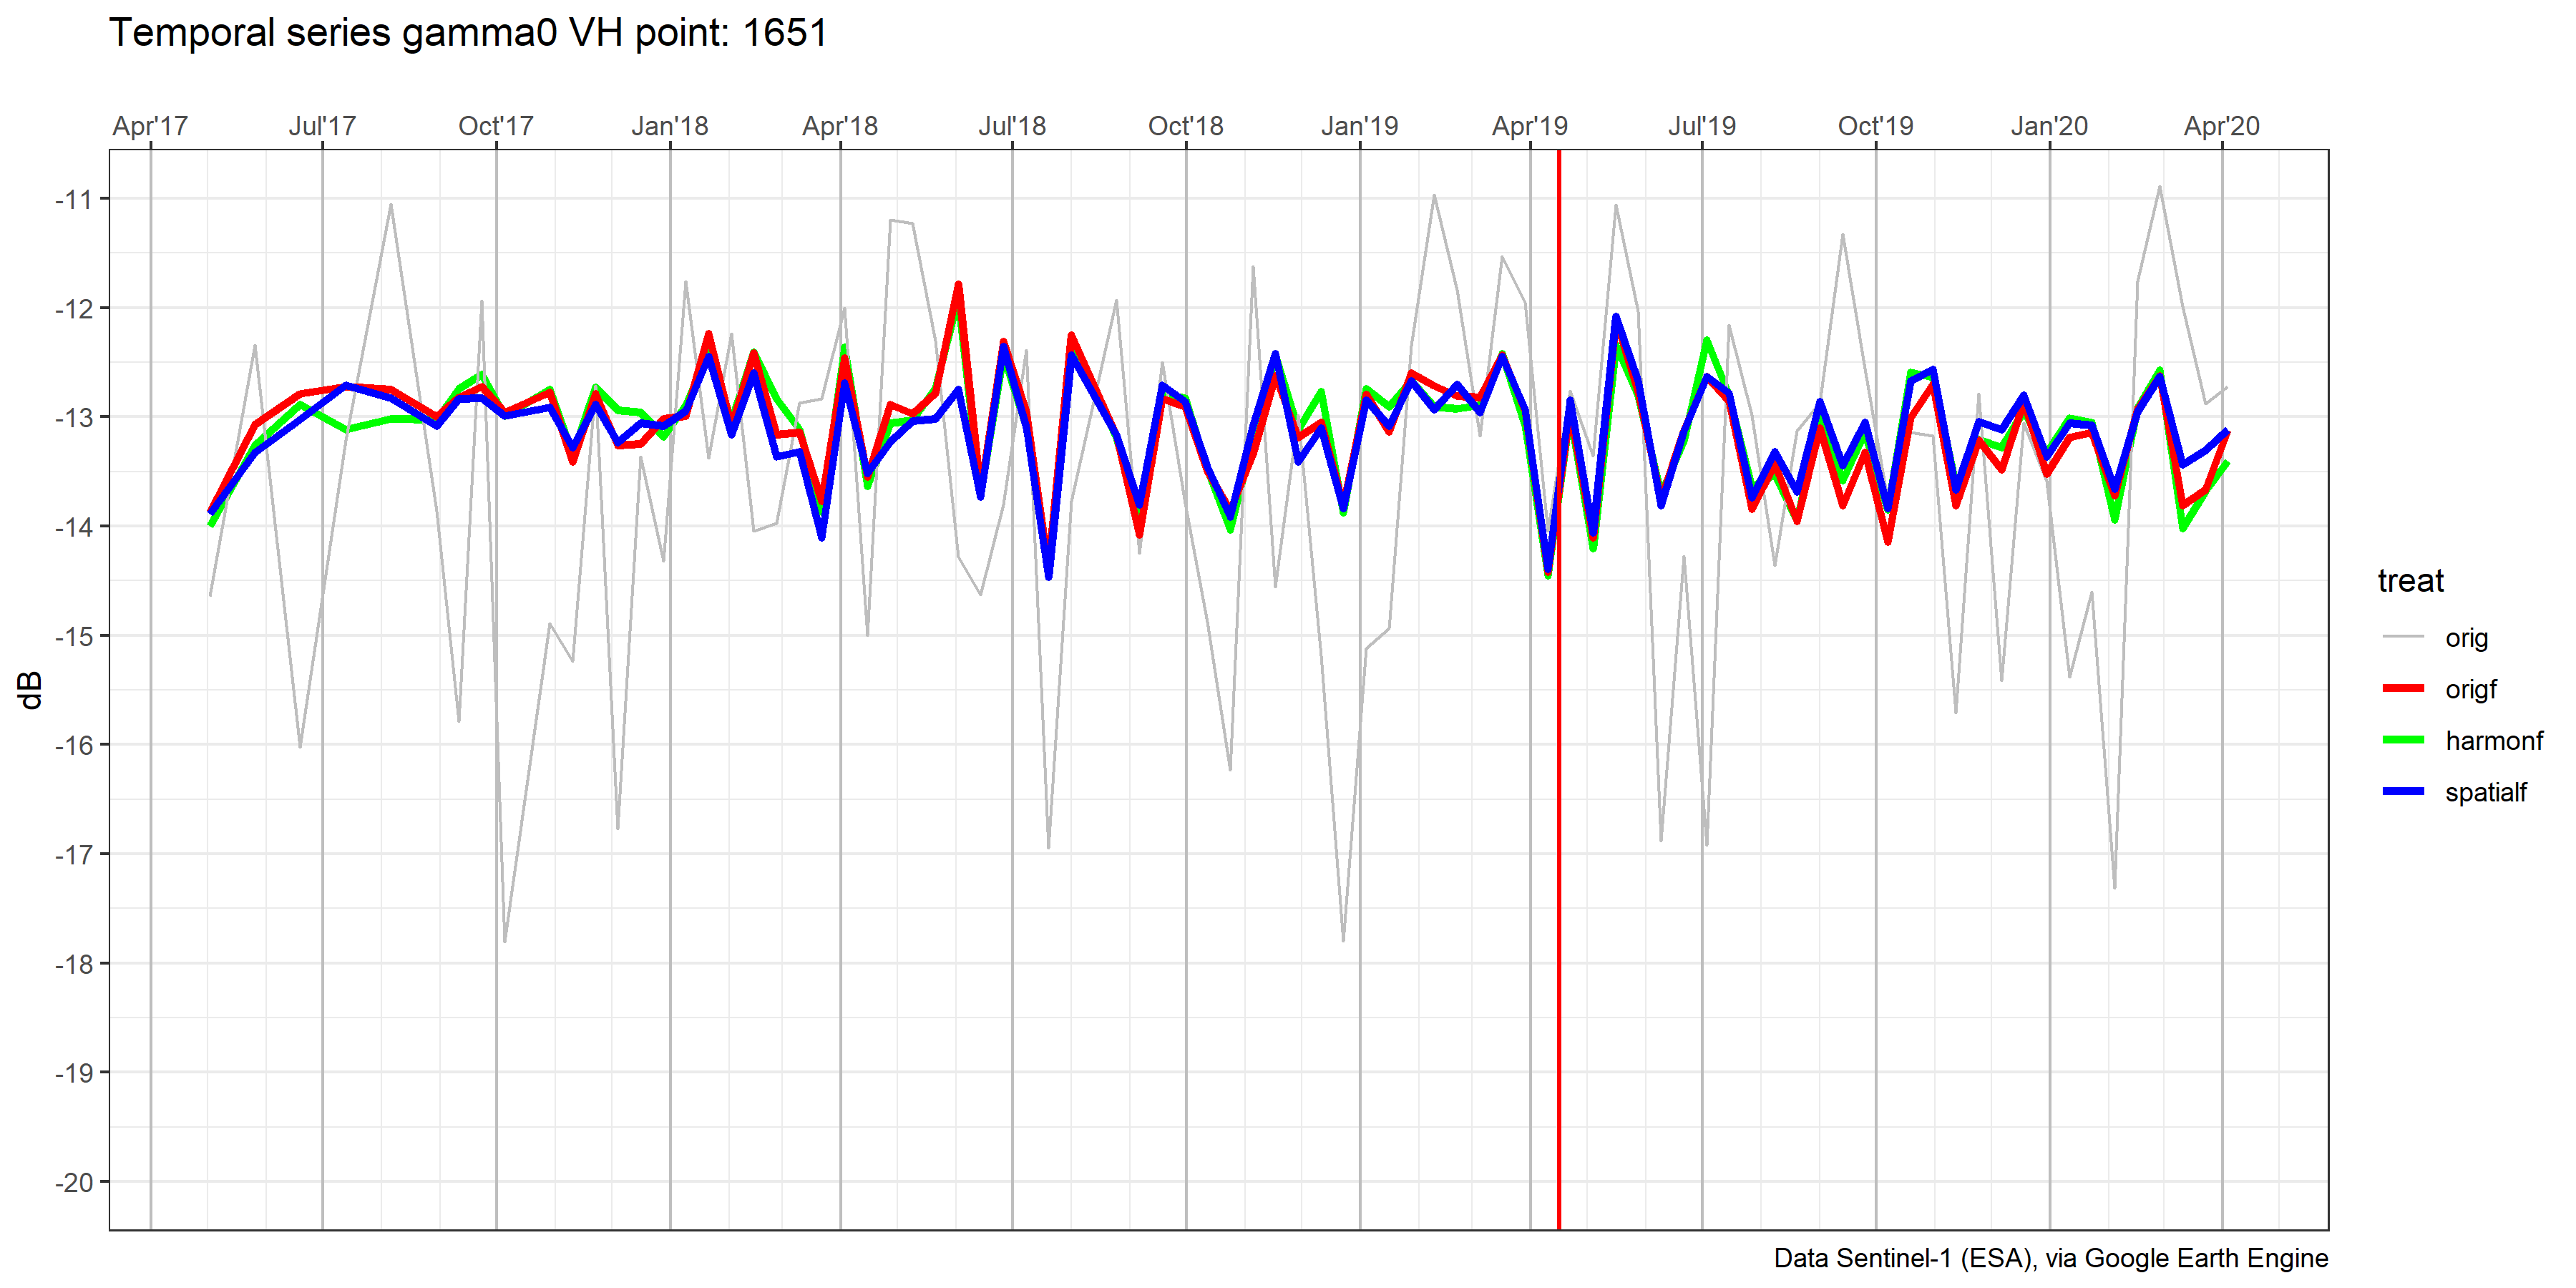 Temporal series gamma0 VH point: 1651
Apr'17 Jul'17 Oct'17 Jan'18 Apr'18 Jul'18 Oct'18 Jan'19 Apr'19 Jul'19 Oct'19 Jan'20 Apr'20
-11
-12
-13
-14
-15
-16
-17
-18
-19
-20
dB
treat
orig
origf
harmonf
spatialf
Data Sentinel-1 (ESA), via Google Earth Engine